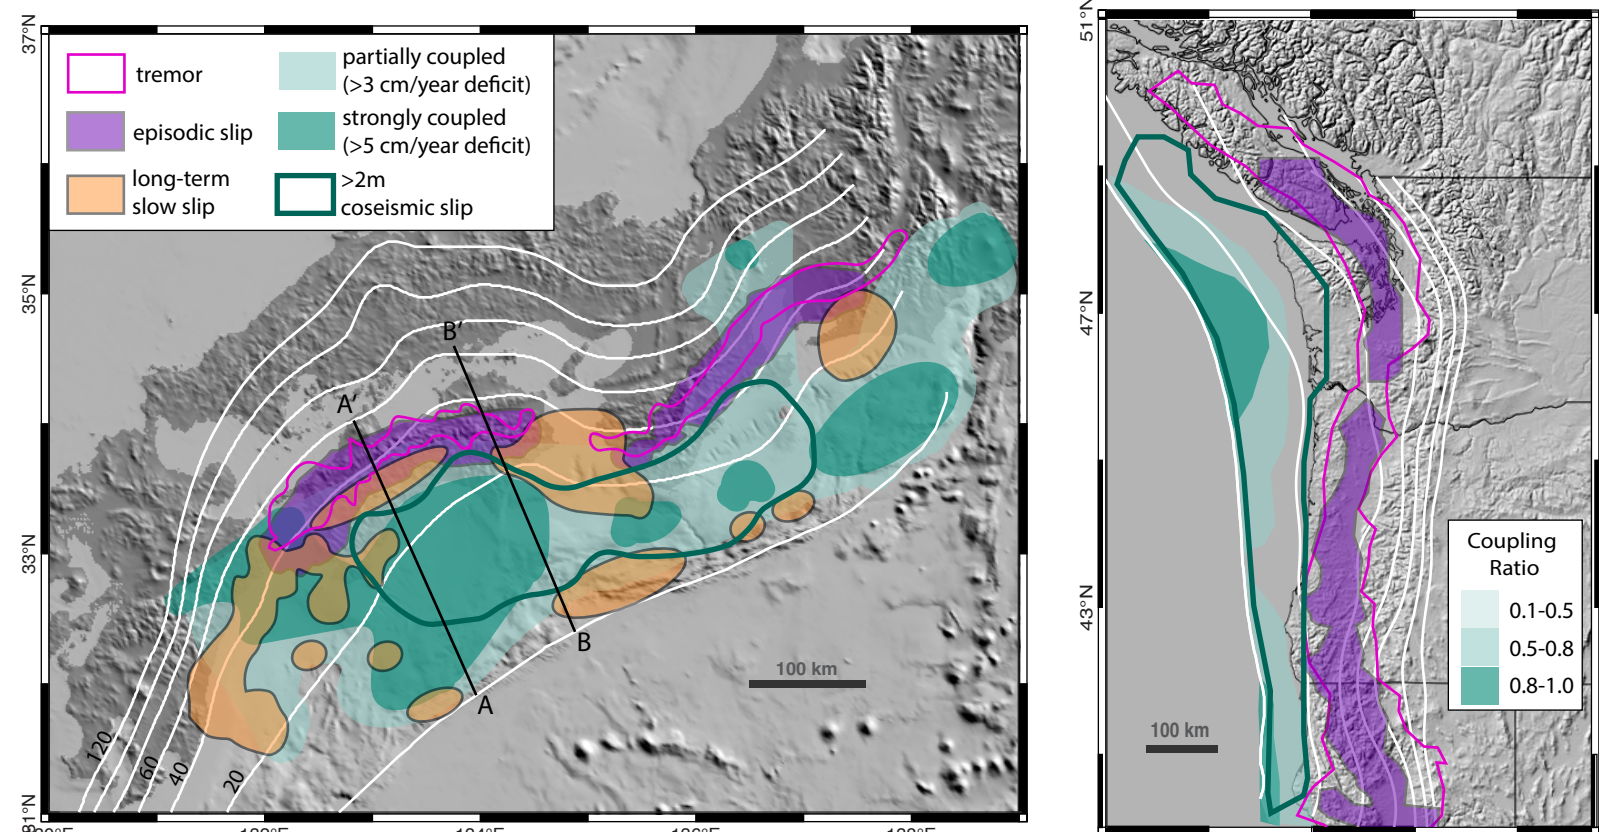 37°N
35°N
33°N
tremor
episodic slip
long-term
slow slip
partially coupled
(>3 cm/year deficit)
strongly coupled
(>5 cm/year deficit)
>2m
coseismic slip
B'
A'
B
A
100 km
120
60
40
20
51°N
47°N
43°N
Coupling
Ratio
0.1-0.5
0.5-0.8
0.8-1.0
100 km